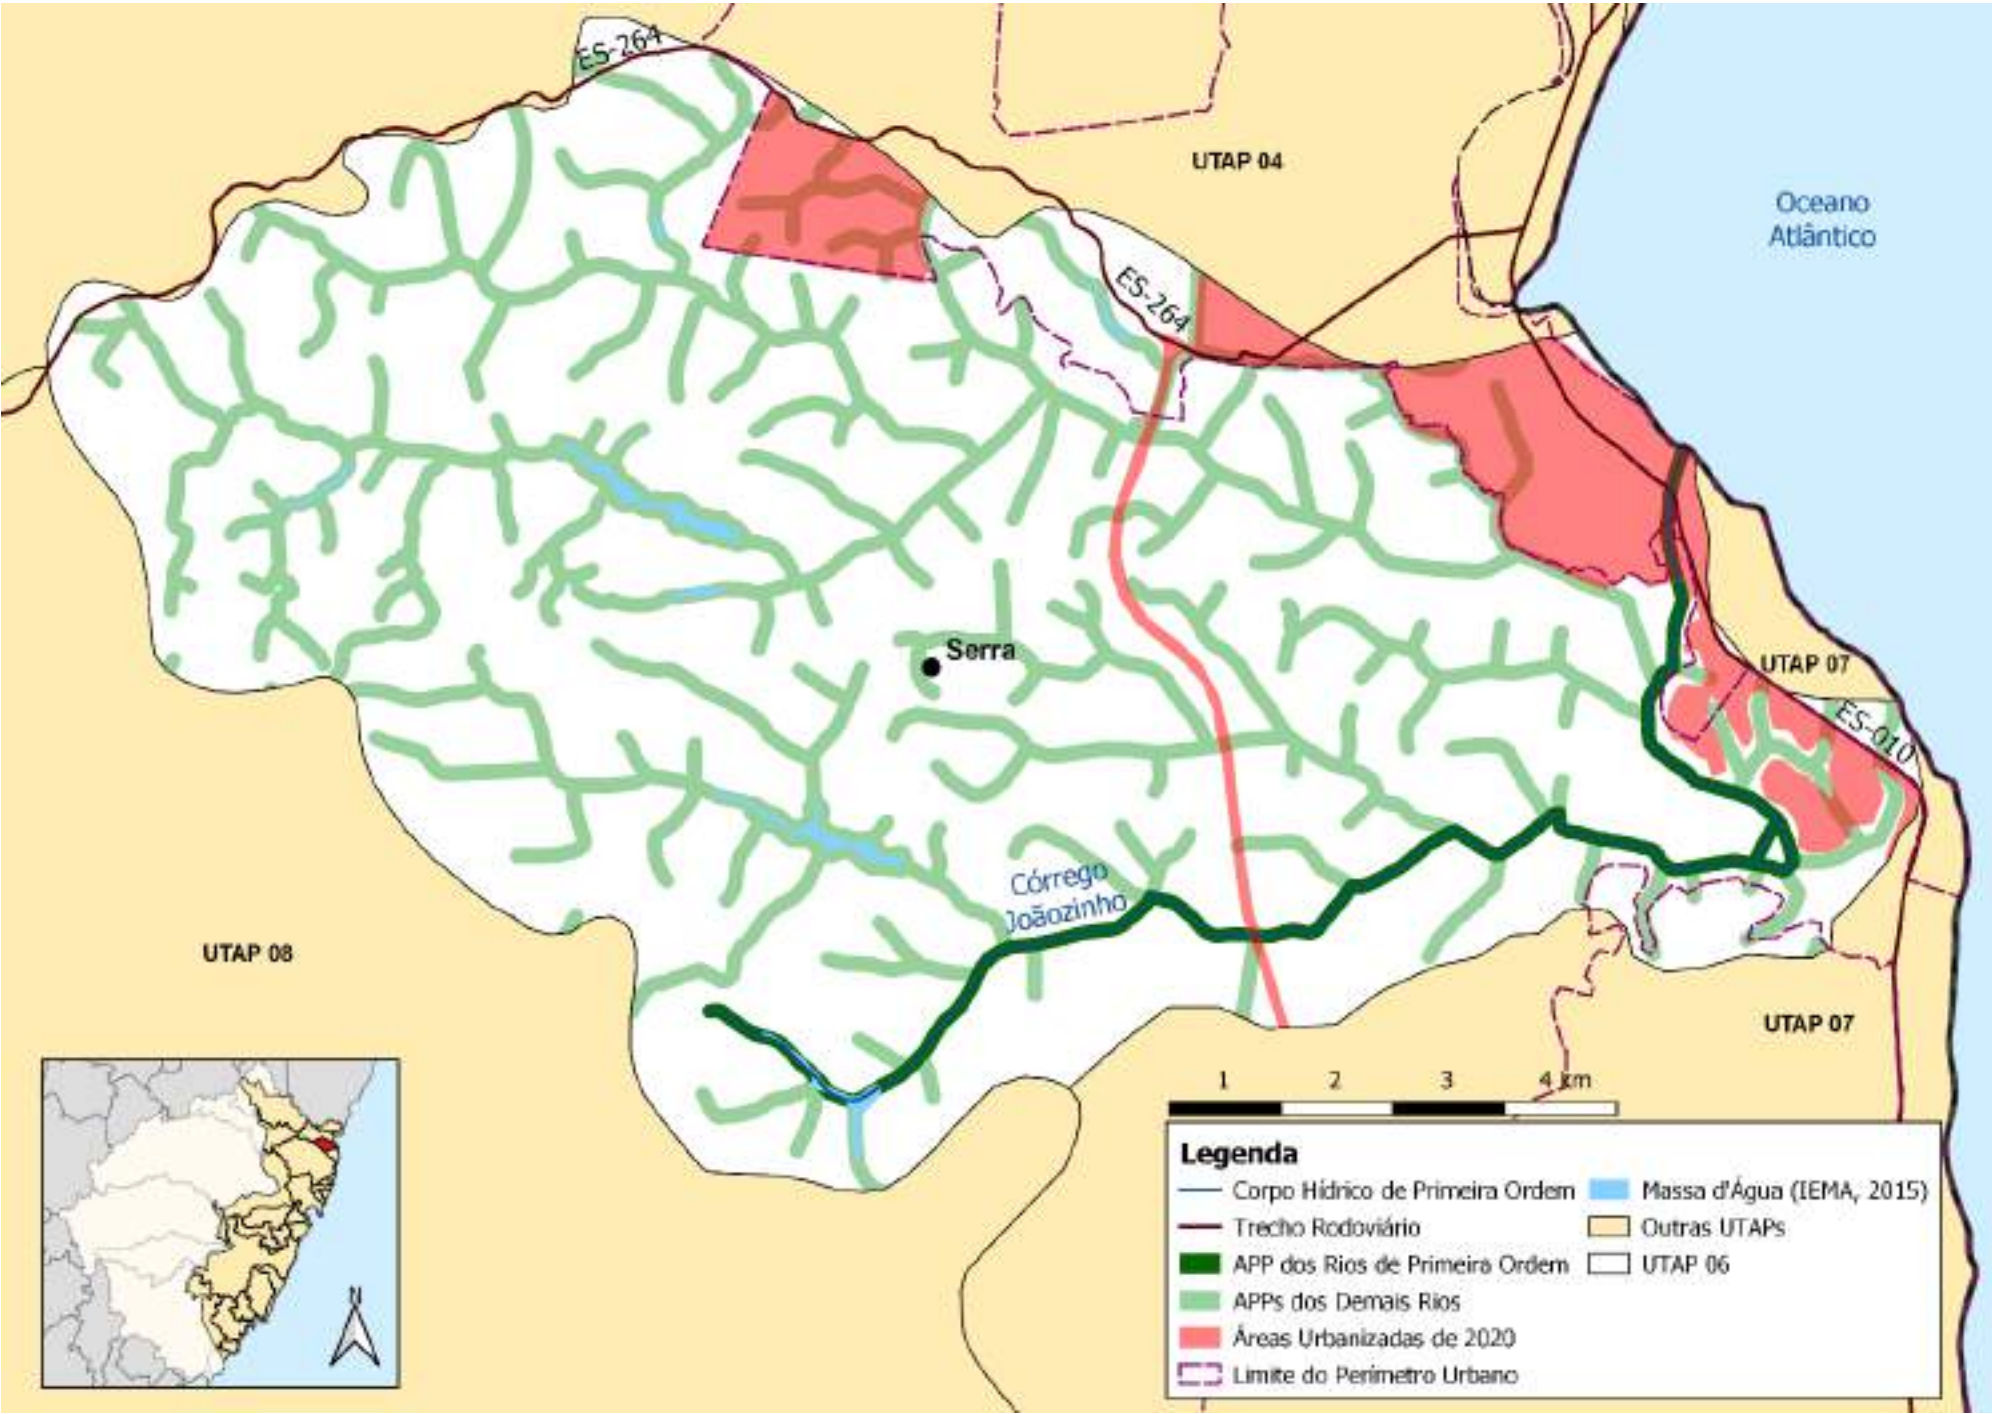 ES-264
UTAP 04
Oceano
Atlântico
ES-264
Serra
UTAP 07
ES-010
Córrego
Joãozinho
UTAP 08
UTAP 07
N
1 2 3 4 km
Legenda
Corpo Hídrico de Primeira Ordem
Trecho Rodoviário
APP dos Rios de Primeira Ordem
APPs dos Demais Rios
Áreas Urbanizadas de 2020
Limite do Perímetro Urbano
Massa d'Água (IEMA, 2015)
Outras UTAPs
UTAP 06